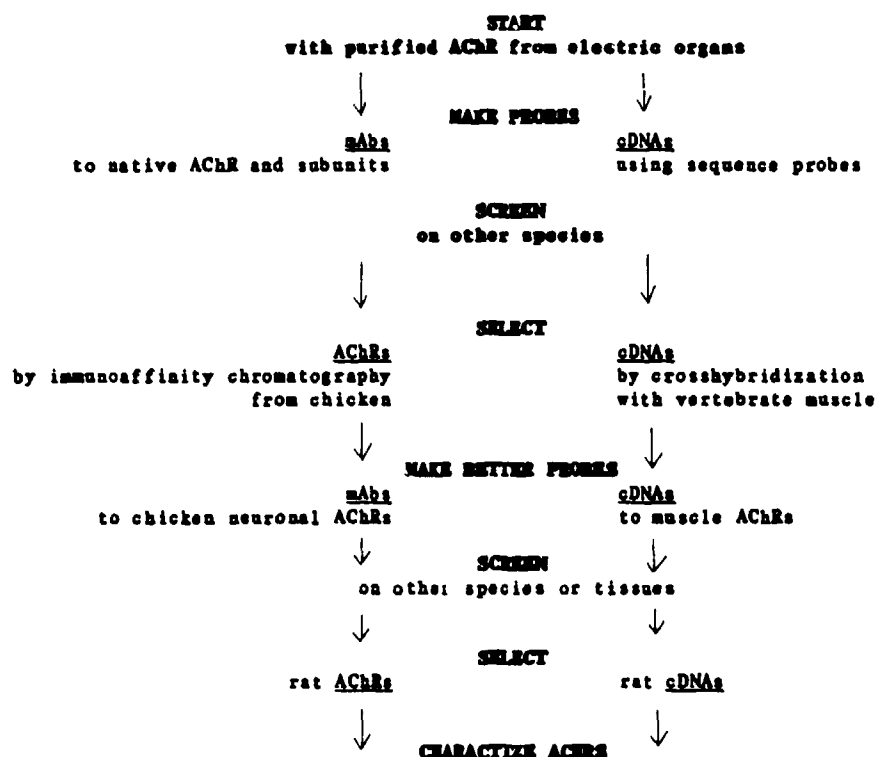 START
with purified AChR from electric organs
MAKE PROBES
mAbs
to native AChR and subunits
cDNAs
using sequence probes
SCREEN
on other species
SELECT
AChRs
by immunoaffinity chromatography
from chicken
cDNAs
by crosshybridization
with vertebrate muscle
MAKE BETTER PROBES
mAbs
to chicken neuronal AChRs
cDNAs
to muscle AChRs
SCREEN
on other species or tissues
SELECT
rat AChRs
rat cDNAs
CHARACTIZE ACHRS